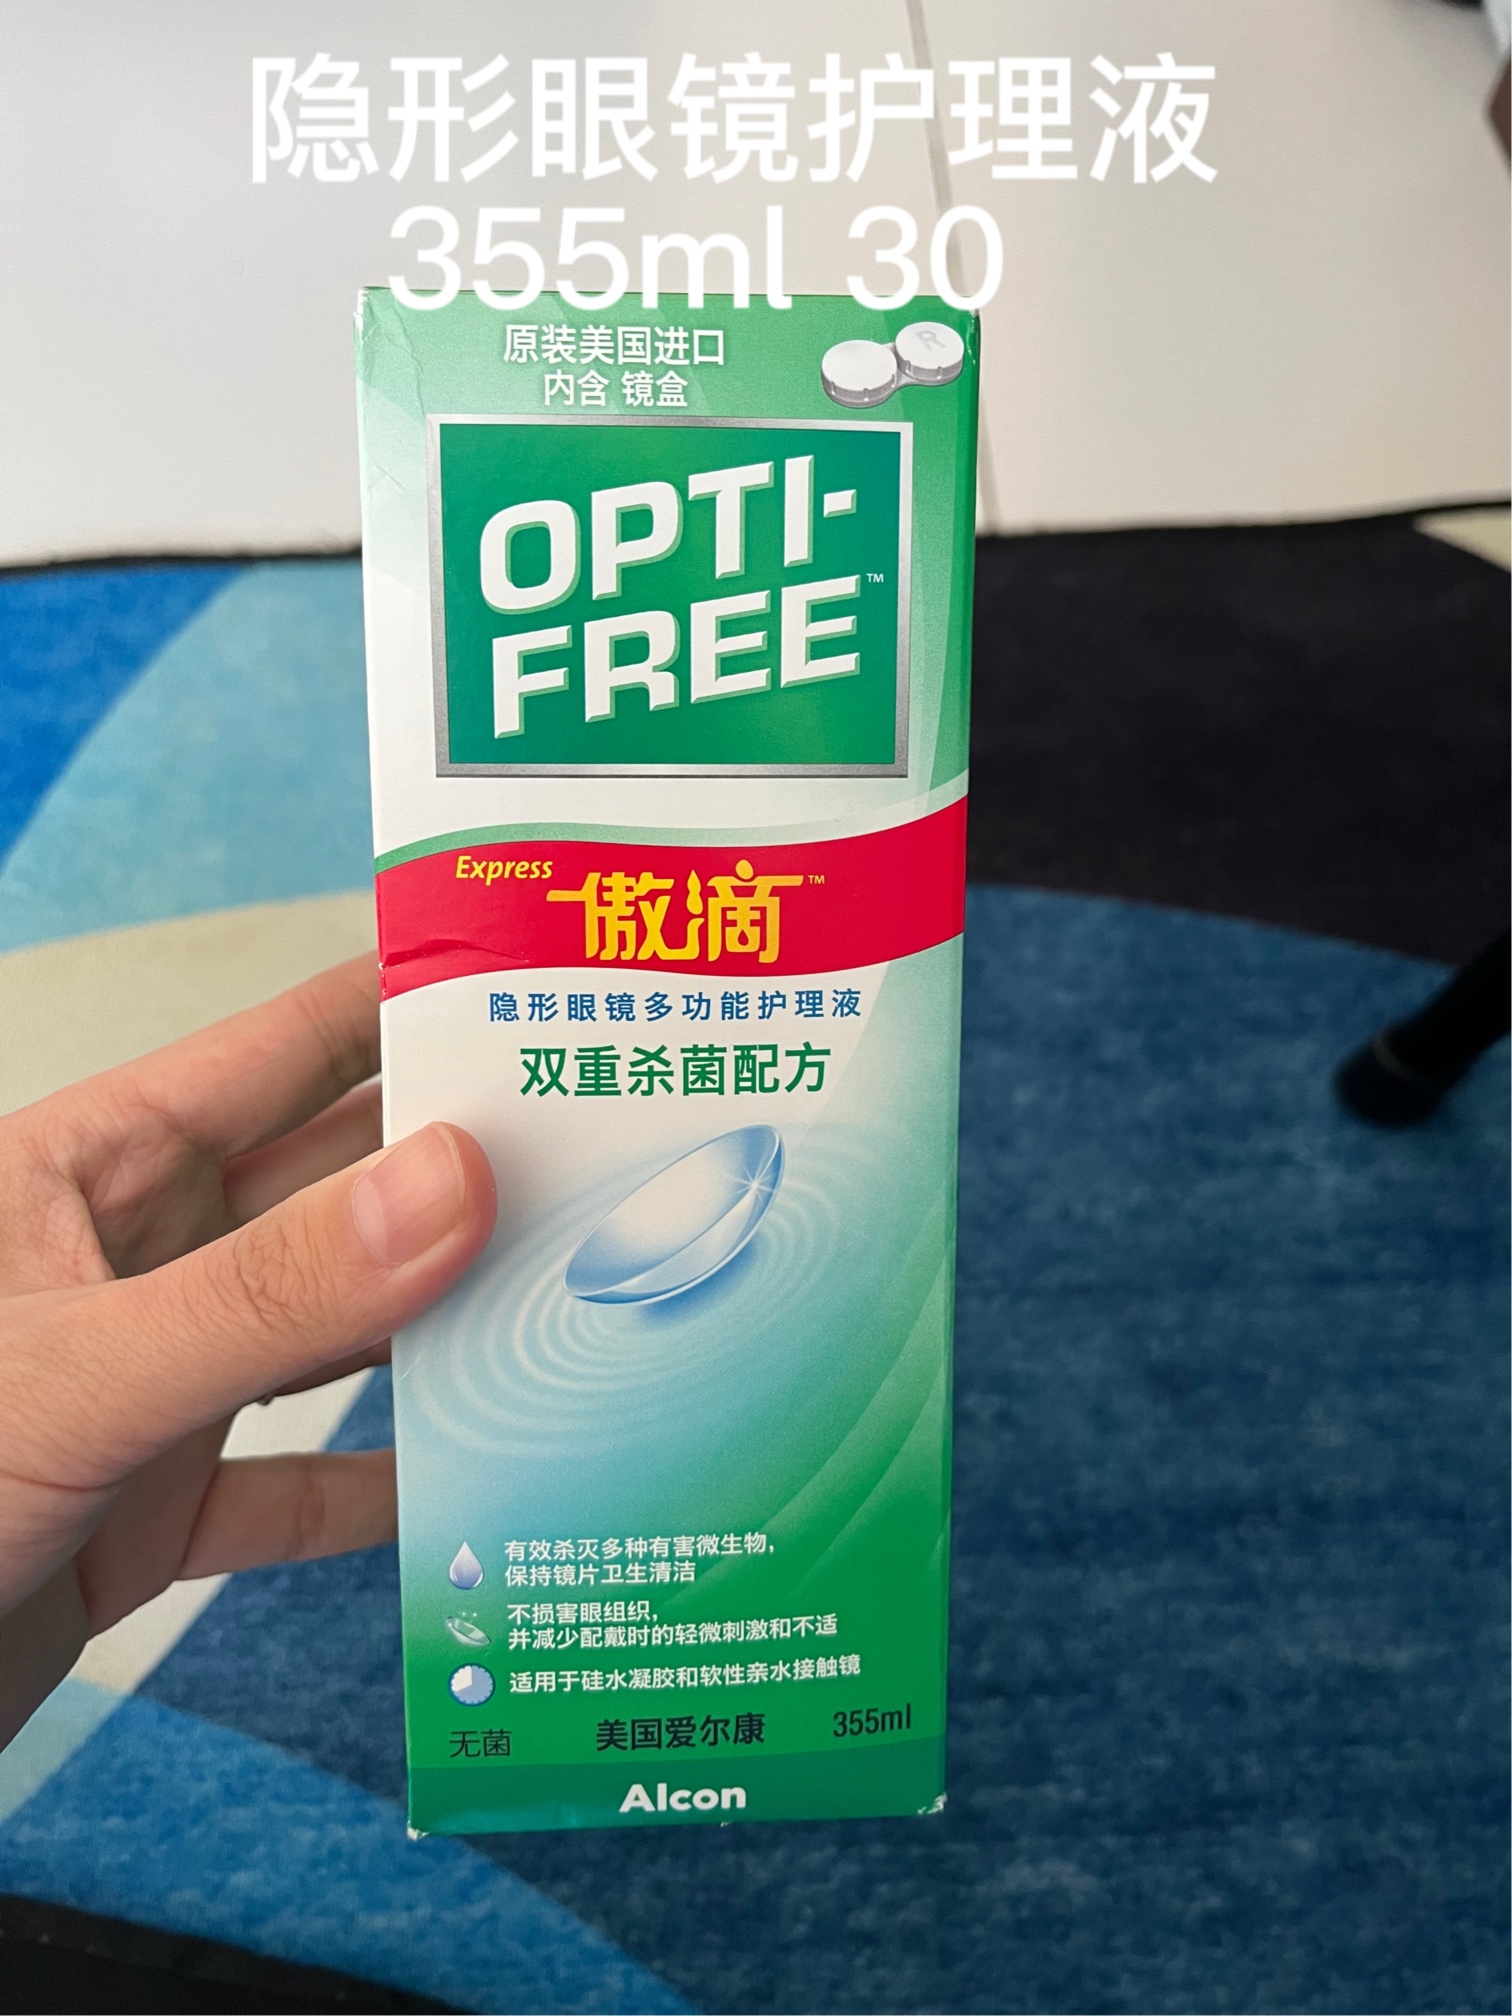 隐形眼镜护理液
355ml 30
原装美国进口
内含 镜盒
R
OPTI-
FREE™
Express 傲滴™
隐形眼镜多功能护理液
双重杀菌配方
有效杀灭多种有害微生物，
保持镜片卫生清洁
不损害眼组织，
并减少配戴时的轻微刺激和不适
适用于硅水凝胶和软性亲水接触镜
无菌 美国爱尔康 355ml
Alcon